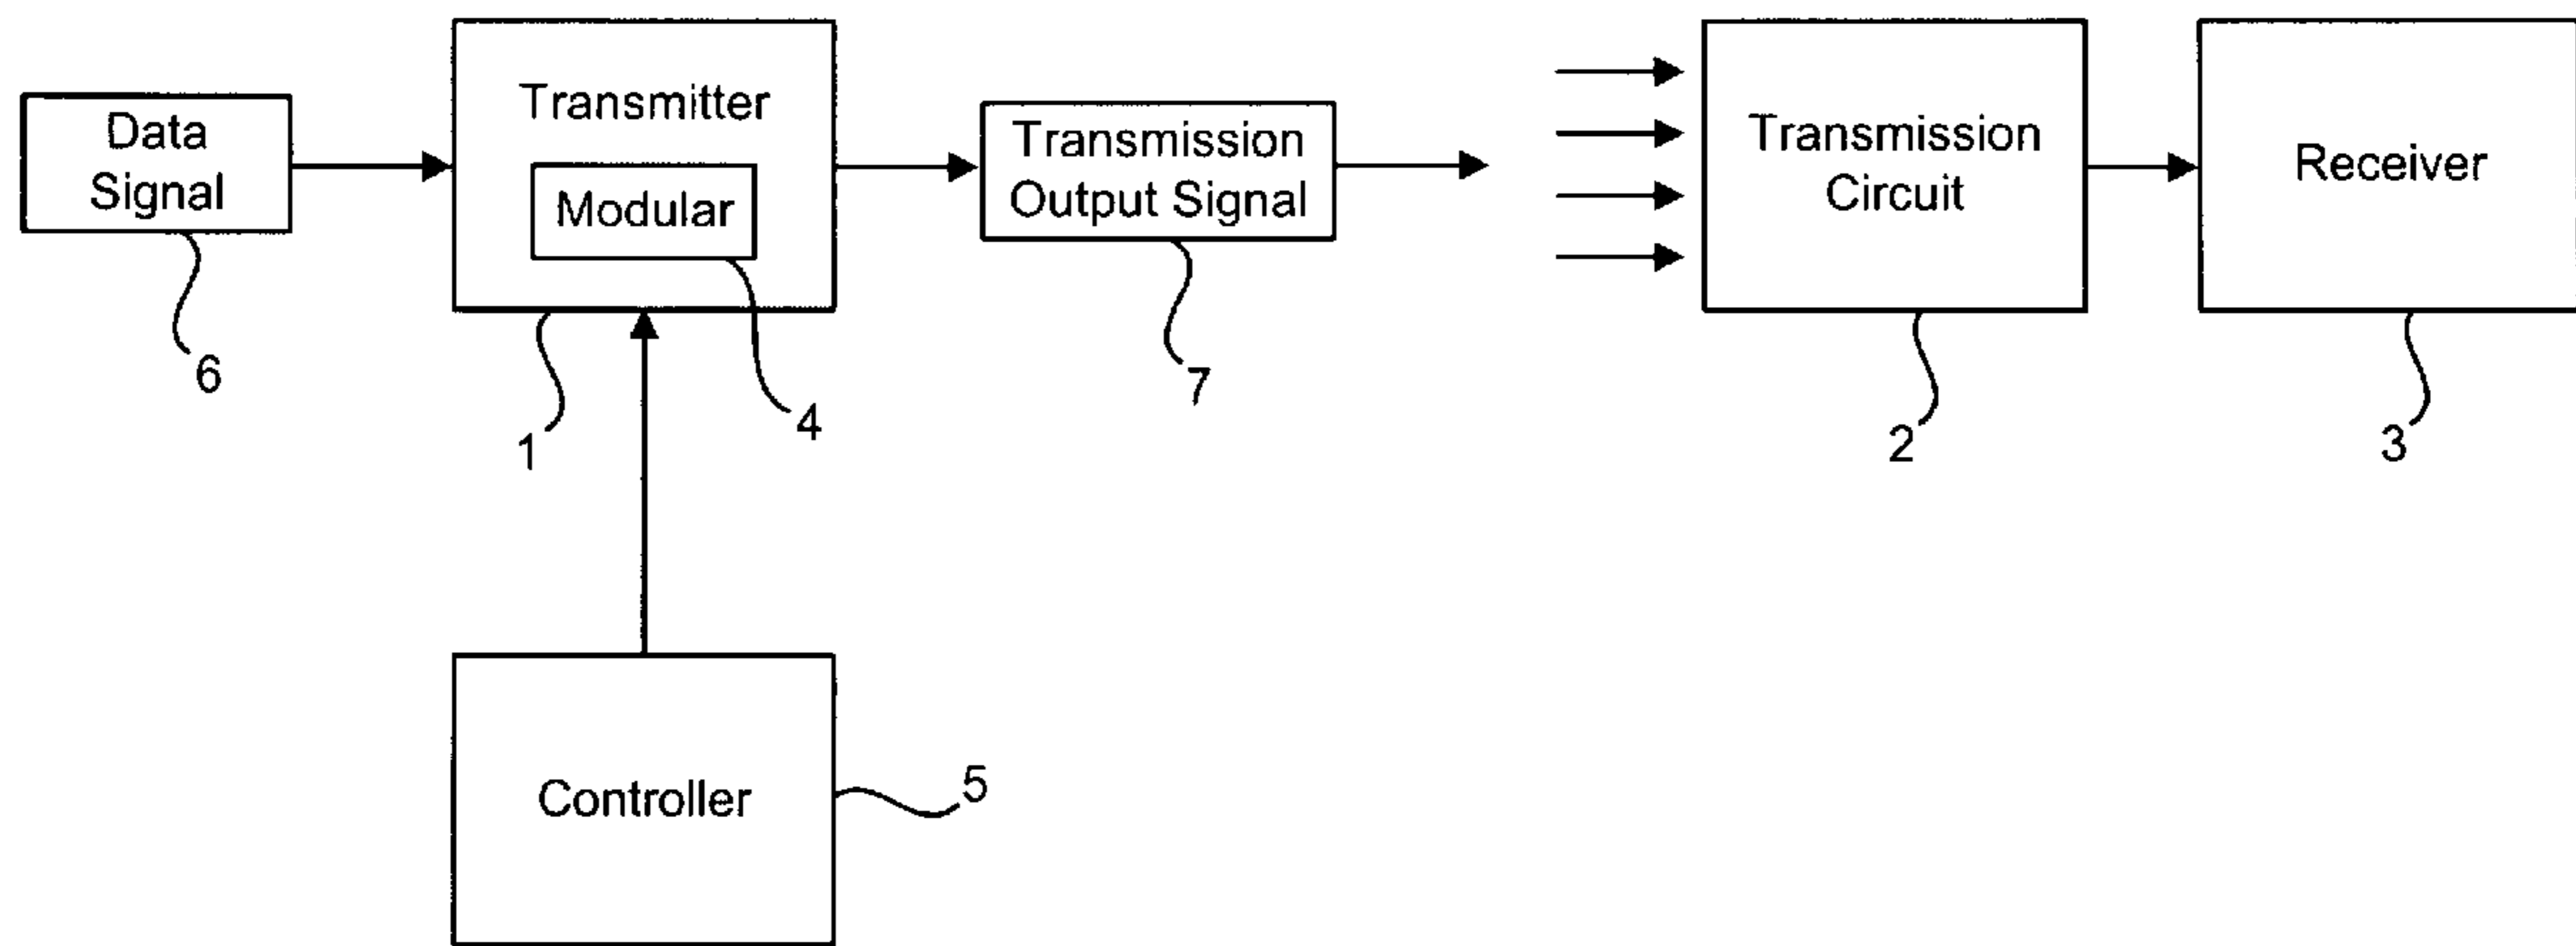 Data
Signal
6
Transmitter
Modular
1
4
Transmission
Output Signal
7
Transmission
Circuit
2
Receiver
3
Controller
5